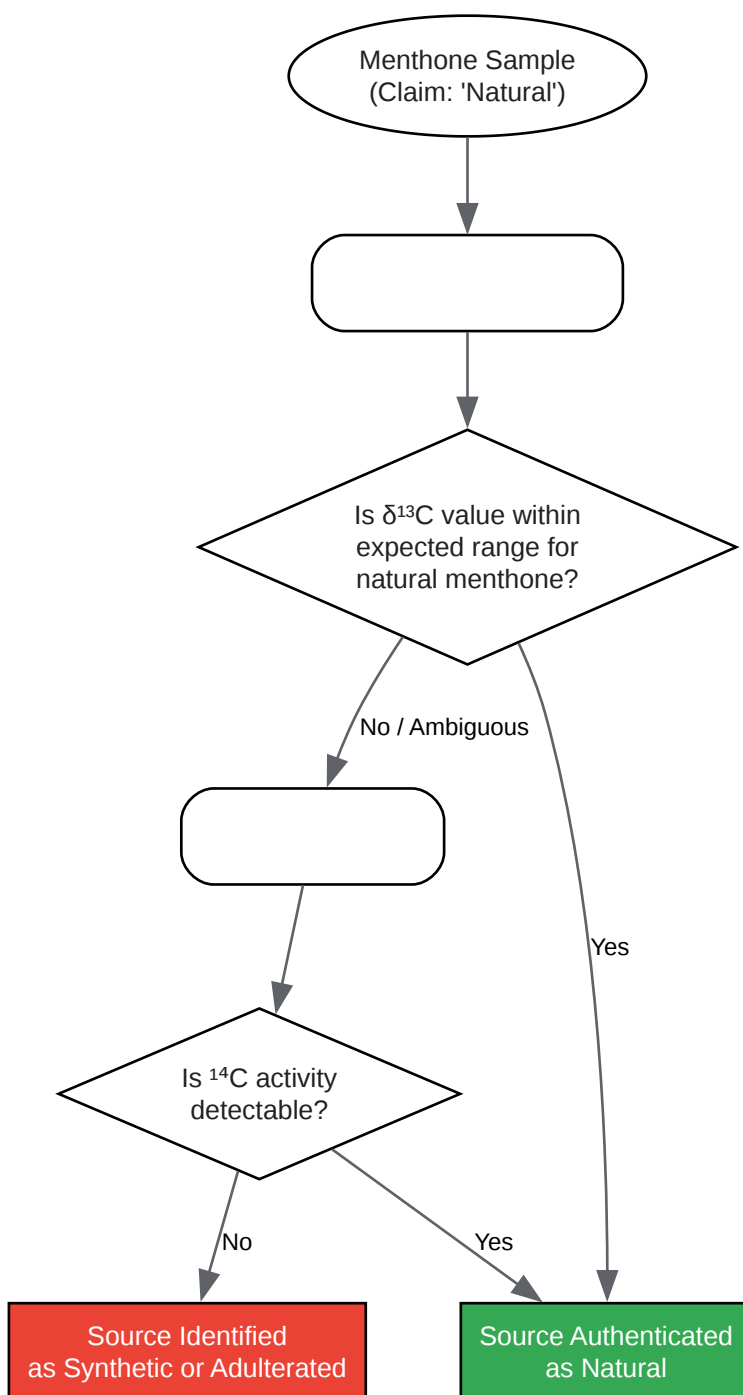 Menthone Sample
(Claim: 'Natural')
Is δ¹³C value within
expected range for
natural menthone?
No / Ambiguous
Yes
Is ¹⁴C activity
detectable?
No
Yes
Source Identified
as Synthetic or Adulterated
Source Authenticated
as Natural